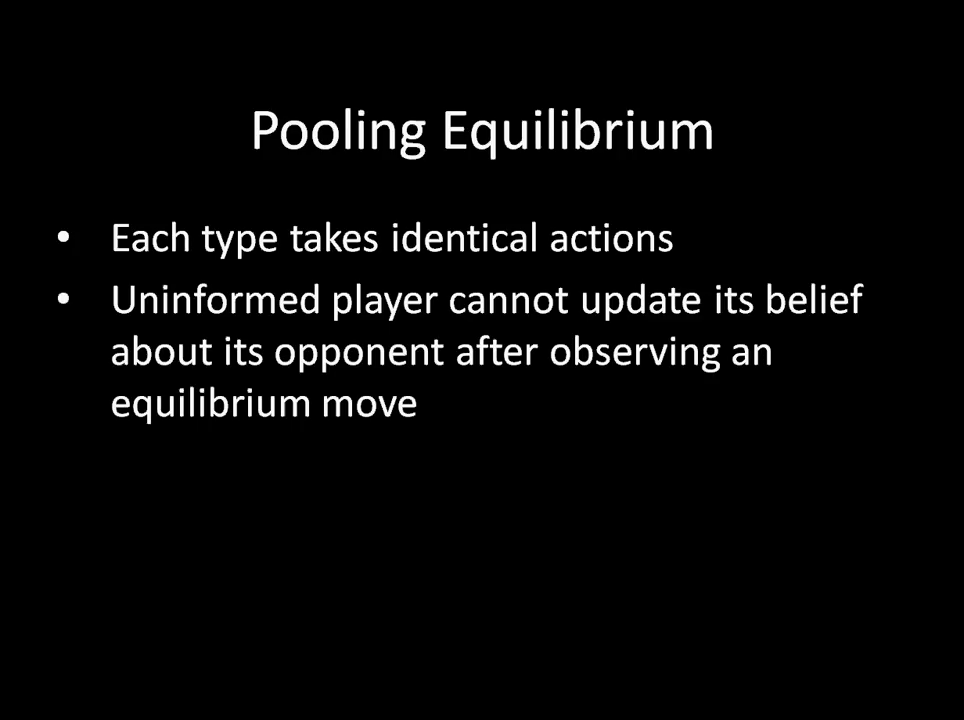 Pooling Equilibrium
• Each type takes identical actions
• Uninformed player cannot update its belief
about its opponent after observing an
equilibrium move